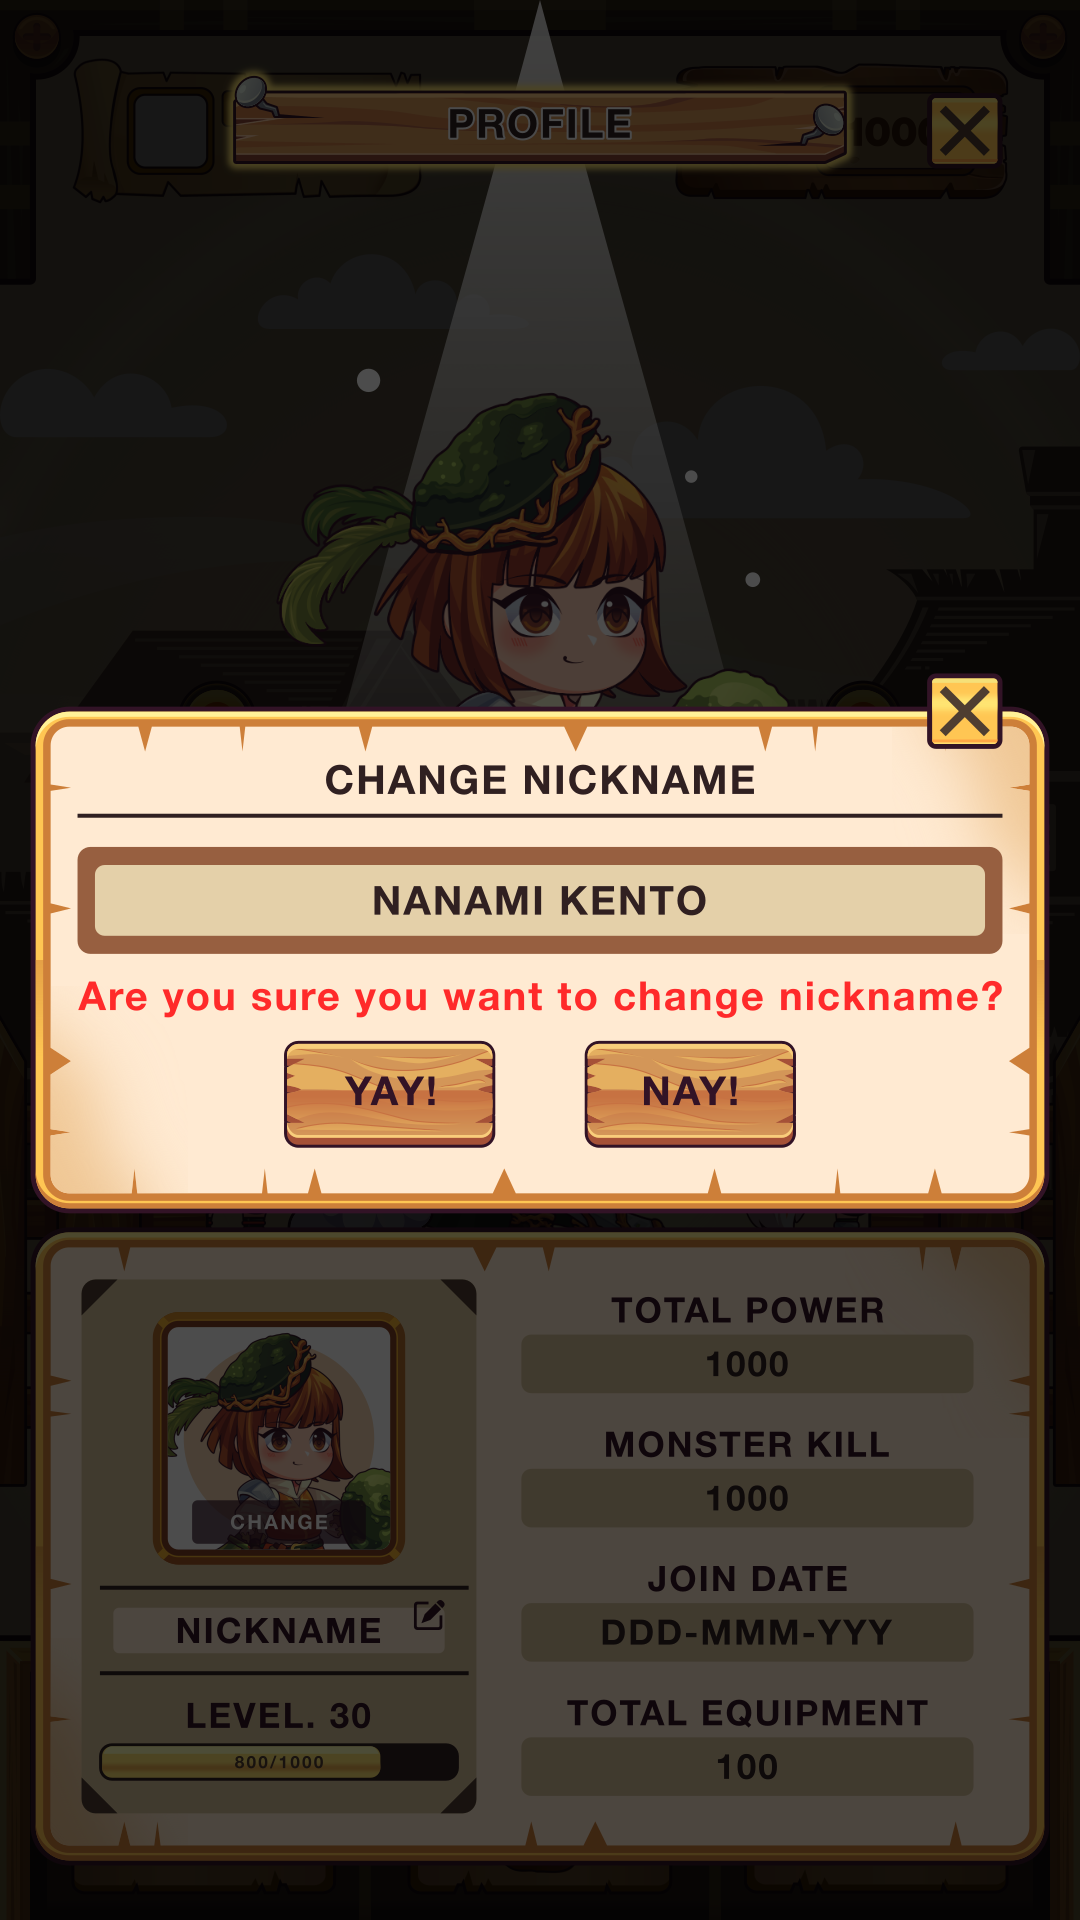 PROFILE
1000
CHANGE NICKNAME
NANAMI KENTO
Are you sure you want to change nickname?
YAY!
NAY!
TOTAL POWER
1000
MONSTER KILL
1000
CHANGE
JOIN DATE
NICKNAME
DDD-MMM-YYY
LEVEL. 30
TOTAL EQUIPMENT
800/1000
100